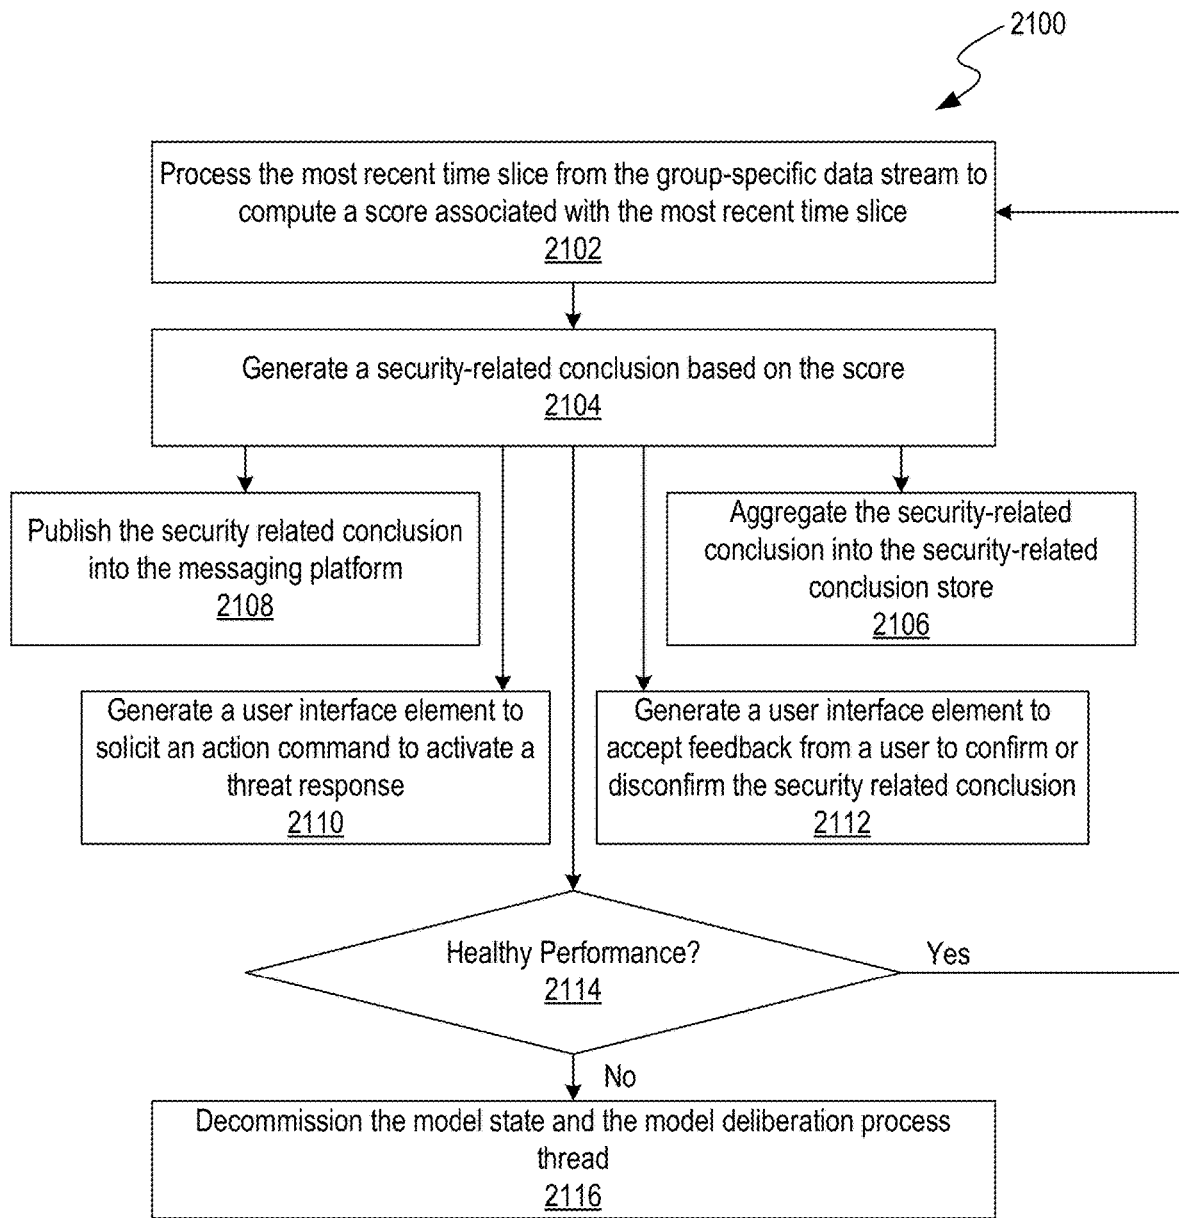 2100
Process the most recent time slice from the group-specific data stream to
compute a score associated with the most recent time slice
2102
Generate a security-related conclusion based on the score
2104
Publish the security related conclusion
into the messaging platform
2108
Aggregate the security-related
conclusion into the security-related
conclusion store
2106
Generate a user interface element to
solicit an action command to activate a
threat response
2110
Generate a user interface element to
accept feedback from a user to confirm or
disconfirm the security related conclusion
2112
Healthy Performance?
2114
Yes
No
Decommission the model state and the model deliberation process
thread
2116